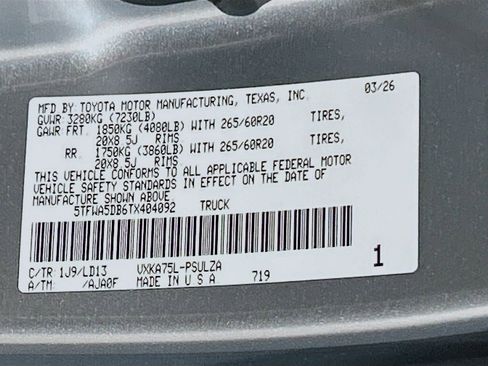 MFD BY TOYOTA MOTOR MANUFACTURING, TEXAS, INC. 03/26
GVWR 3280KG (7230LB)
GAWR FRT. 1850KG (4080LB) WITH 265/60R20 TIRES,
20X8.5J RIMS
RR. 1750KG (3860LB) WITH 265/60R20 TIRES,
20X8.5J RIMS
THIS VEHICLE CONFORMS TO ALL APPLICABLE FEDERAL MOTOR
VEHICLE SAFETY STANDARDS IN EFFECT ON THE DATE OF
MANUFACTURE SHOWN ABOVE
5TFWA5DB6TX404092 TRUCK
C/TR 1J9/LD13 VXKA75L-PSULZA 1
A/TM /AJA0F MADE IN U S A 719